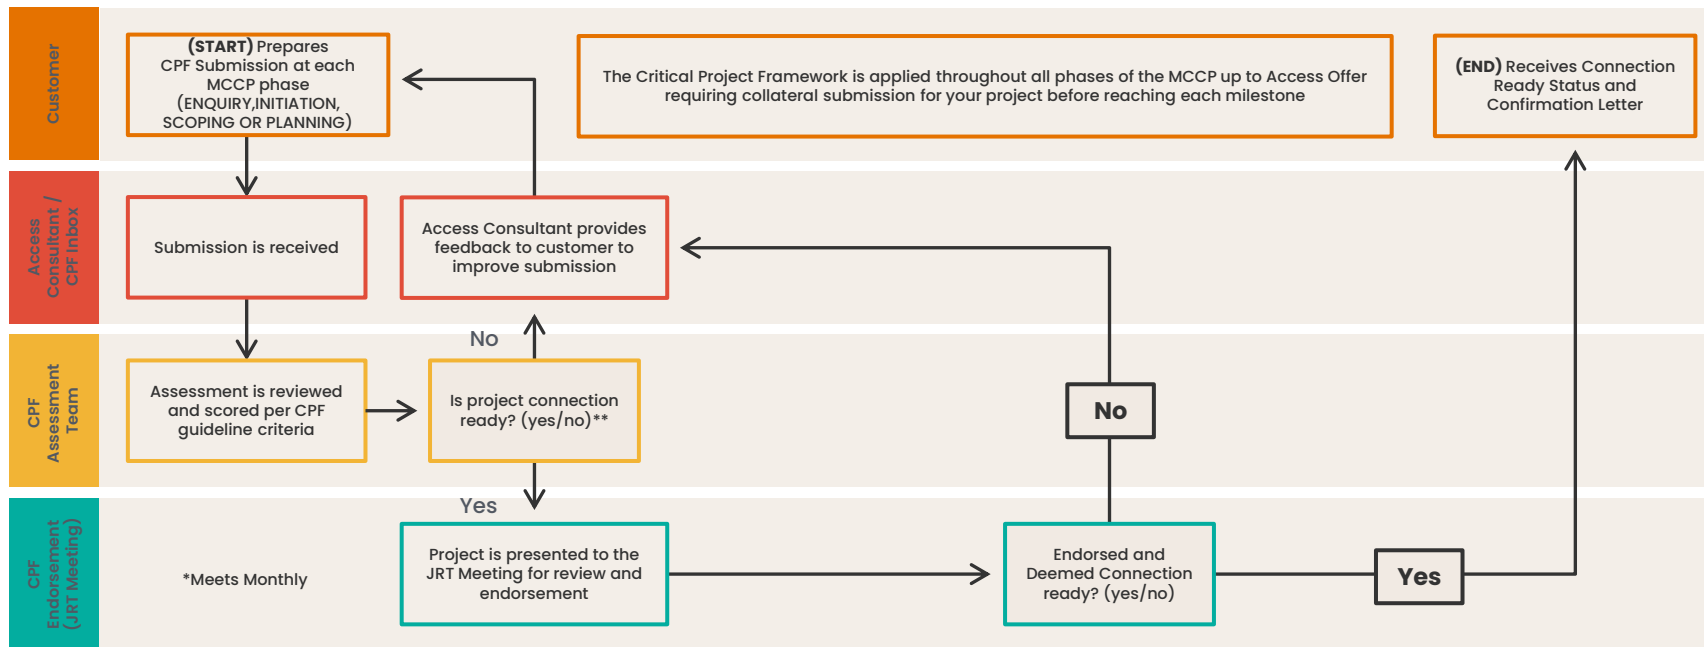 Customer
(START) Prepares
CPF Submission at each
MCCP phase
(ENQUIRY,INITIATION,
SCOPING OR PLANNING)
The Critical Project Framework is applied throughout all phases of the MCCP up to Access Offer
requiring collateral submission for your project before reaching each milestone
(END) Receives Connection
Ready Status and
Confirmation Letter
Access
Consultant /
CPF Inbox
Submission is received
Access Consultant provides
feedback to customer to
improve submission
No
CPF
Assessment
Team
Assessment is reviewed
and scored per CPF
guideline criteria
Is project connection
ready? (yes/no)**
No
Yes
CPF
Endorsement
(JRT Meeting)
*Meets Monthly
Project is presented to the
JRT Meeting for review and
endorsement
Endorsed and
Deemed Connection
ready? (yes/no)
Yes